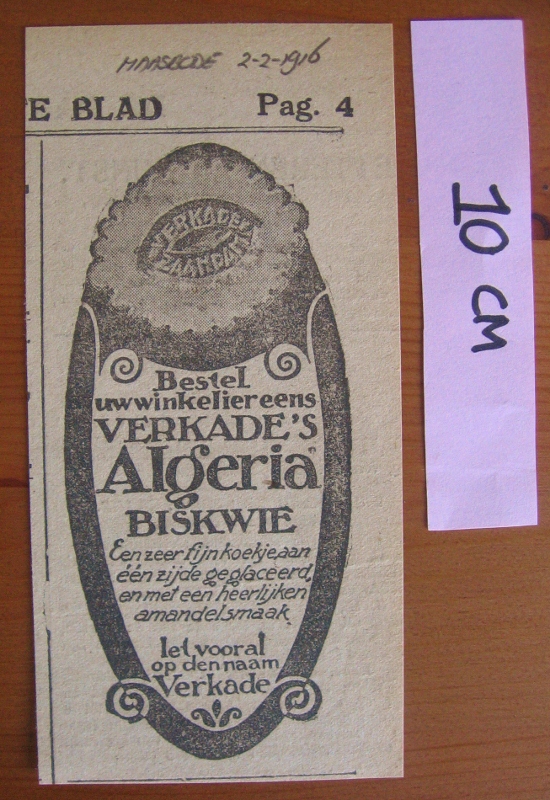 MAASBODE 2-2-1916
E BLAD Pag. 4
VERKADE'S
ZAANDAM
Bestel
uw winkelier eens
VERKADE'S
Algeria
BISKWIE
Een zeer fijn koekje, aan
één zijde geglaceerd,
en met een heerlijken
amandelsmaak.
let vooral
op den naam
Verkade
10 CM